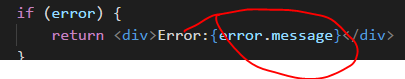 if (error) {
return <div>Error:{error.message}</div>
}